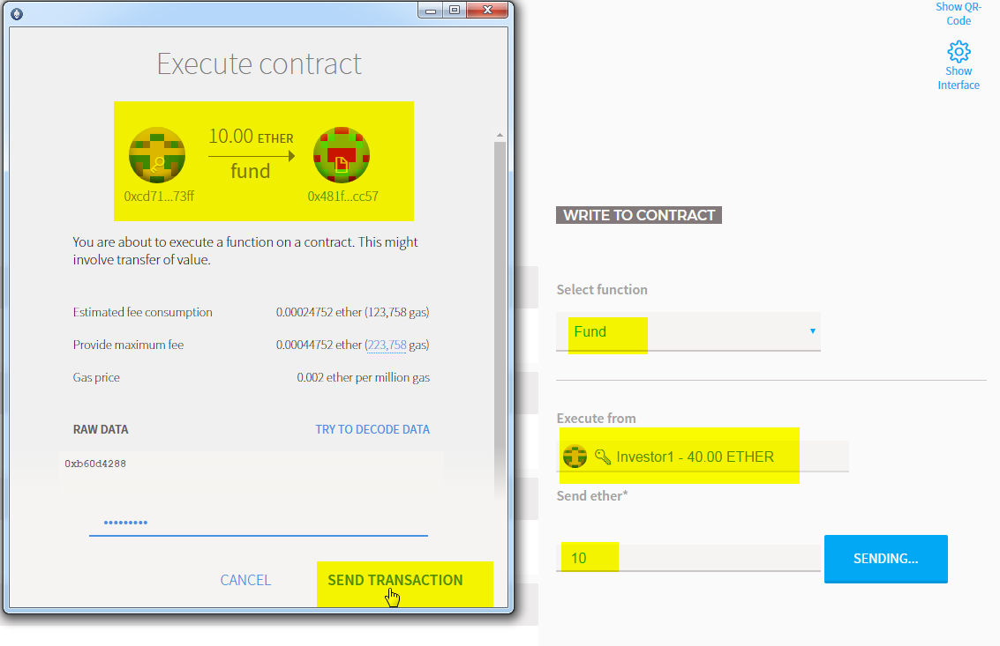 Execute contract
10.00 ETHER
fund
0xcd71...73ff
0x481f...cc57
You are about to execute a function on a contract. This might
involve transfer of value.
Estimated fee consumption 0.00024752 ether (123,758 gas)
Provide maximum fee 0.00044752 ether (223,758 gas)
Gas price 0.002 ether per million gas
RAW DATA TRY TO DECODE DATA
0xb60d4288
•••••••••
CANCEL SEND TRANSACTION
Show QR-
Code
Show
Interface
WRITE TO CONTRACT
Select function
Fund
Execute from
Investor1 - 40.00 ETHER
Send ether*
10 SENDING...